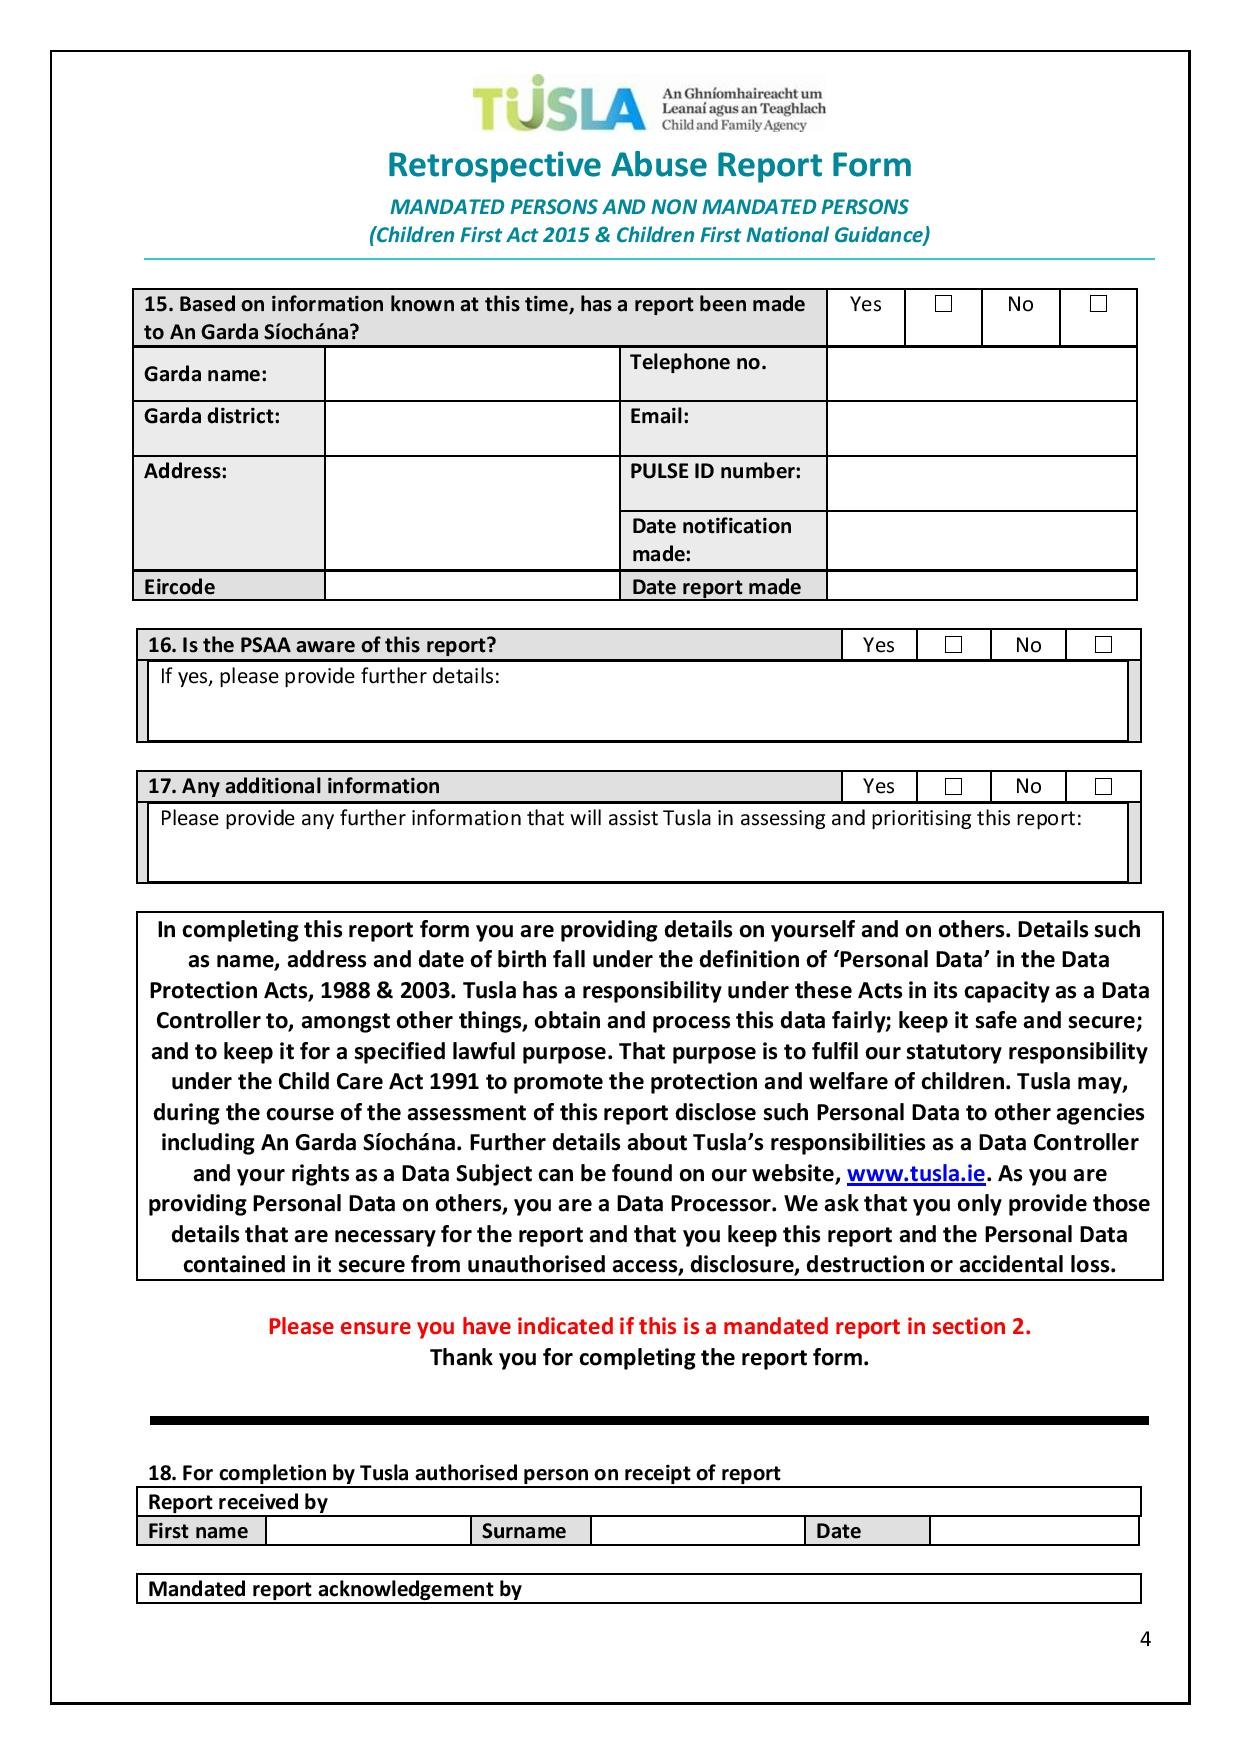 TUSLA
An Ghníomhaireacht um
Leanaí agus an Teaghlach
Child and Family Agency
Retrospective Abuse Report Form
MANDATED PERSONS AND NON MANDATED PERSONS
(Children First Act 2015 & Children First National Guidance)
15. Based on information known at this time, has a report been made
to An Garda Síochána?
Yes ☐ No ☐
Garda name:
Telephone no.
Garda district:
Email:
Address:
PULSE ID number:
Date notification
made:
Eircode
Date report made
16. Is the PSAA aware of this report? Yes ☐ No ☐
If yes, please provide further details:
17. Any additional information Yes ☐ No ☐
Please provide any further information that will assist Tusla in assessing and prioritising this report:
In completing this report form you are providing details on yourself and on others. Details such
as name, address and date of birth fall under the definition of ‘Personal Data’ in the Data
Protection Acts, 1988 & 2003. Tusla has a responsibility under these Acts in its capacity as a Data
Controller to, amongst other things, obtain and process this data fairly; keep it safe and secure;
and to keep it for a specified lawful purpose. That purpose is to fulfil our statutory responsibility
under the Child Care Act 1991 to promote the protection and welfare of children. Tusla may,
during the course of the assessment of this report disclose such Personal Data to other agencies
including An Garda Síochána. Further details about Tusla’s responsibilities as a Data Controller
and your rights as a Data Subject can be found on our website, www.tusla.ie. As you are
providing Personal Data on others, you are a Data Processor. We ask that you only provide those
details that are necessary for the report and that you keep this report and the Personal Data
contained in it secure from unauthorised access, disclosure, destruction or accidental loss.
Please ensure you have indicated if this is a mandated report in section 2.
Thank you for completing the report form.
18. For completion by Tusla authorised person on receipt of report
Report received by
First name Surname Date
Mandated report acknowledgement by
4